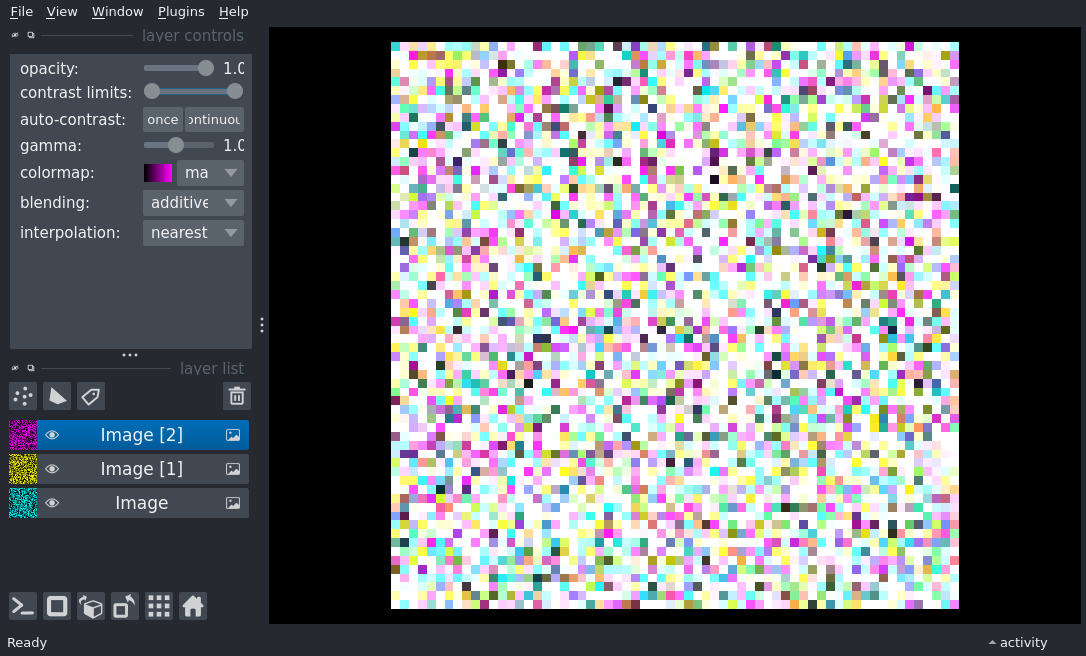 File View Window Plugins Help
layer controls
opacity: 1.0
contrast limits:
auto-contrast: once ontinuou
gamma: 1.0
colormap: ma
blending: additive
interpolation: nearest
layer list
Image [2]
Image [1]
Image
Ready
activity